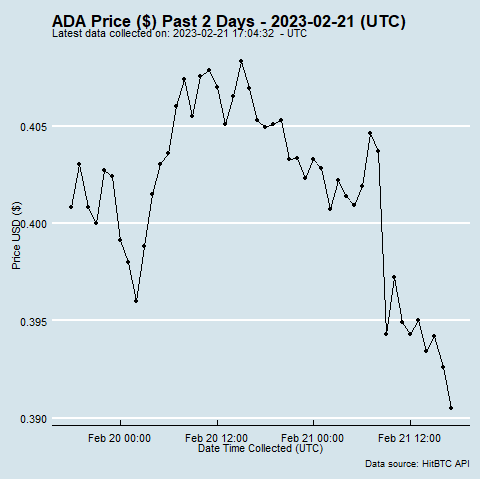 ADA Price ($) Past 2 Days - 2023-02-21 (UTC)
Latest data collected on: 2023-02-21 17:04:32  - UTC
0.405
0.400
0.395
0.390
Price USD ($)
Feb 20 00:00
Feb 20 12:00
Feb 21 00:00
Feb 21 12:00
Date Time Collected (UTC)
Data source: HitBTC API